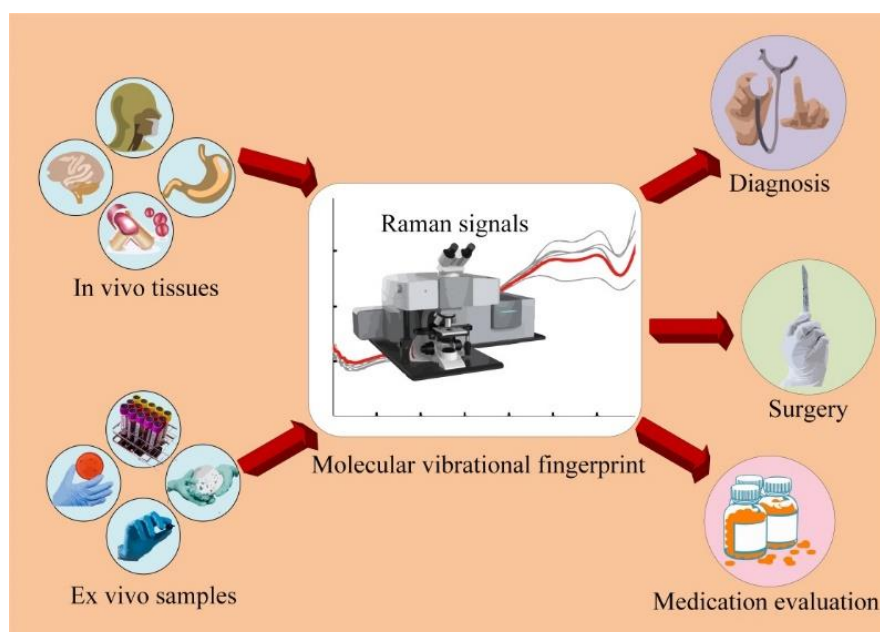 In vivo tissues
Ex vivo samples
Raman signals
Molecular vibrational fingerprint
Diagnosis
Surgery
Medication evaluation